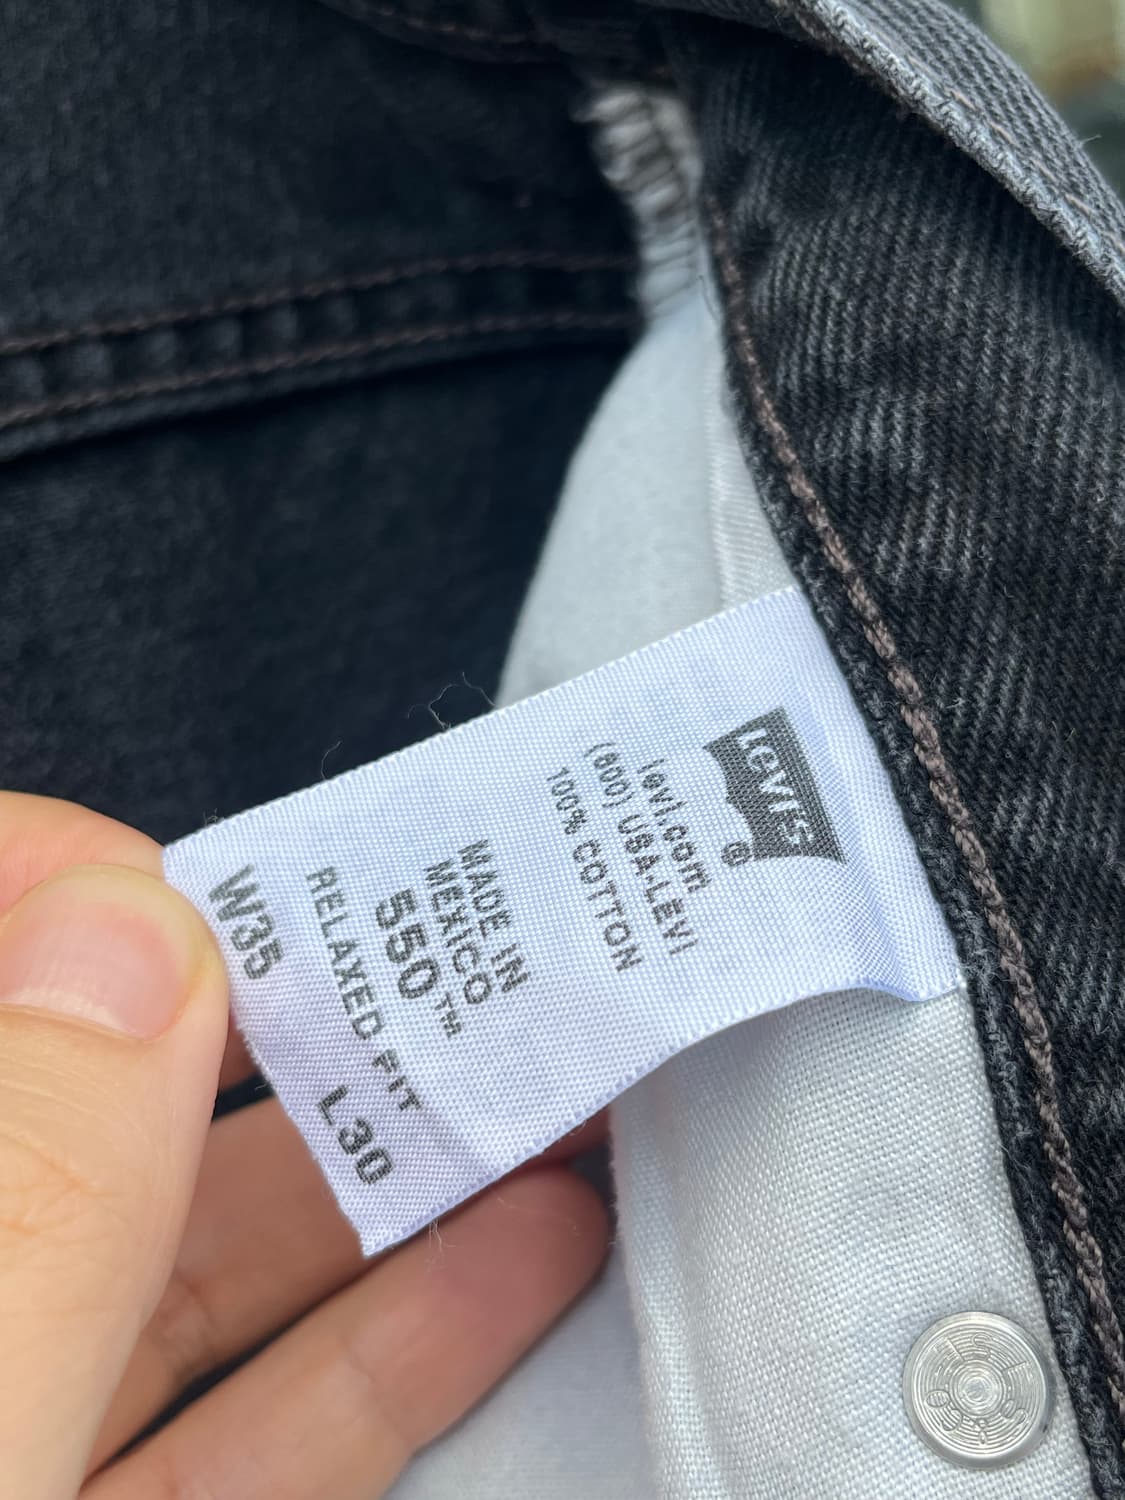 Levi's ®
levi.com
(800) USA-LEVI
100% COTTON
MADE IN
MEXICO
550™
RELAXED FIT
W35 L30